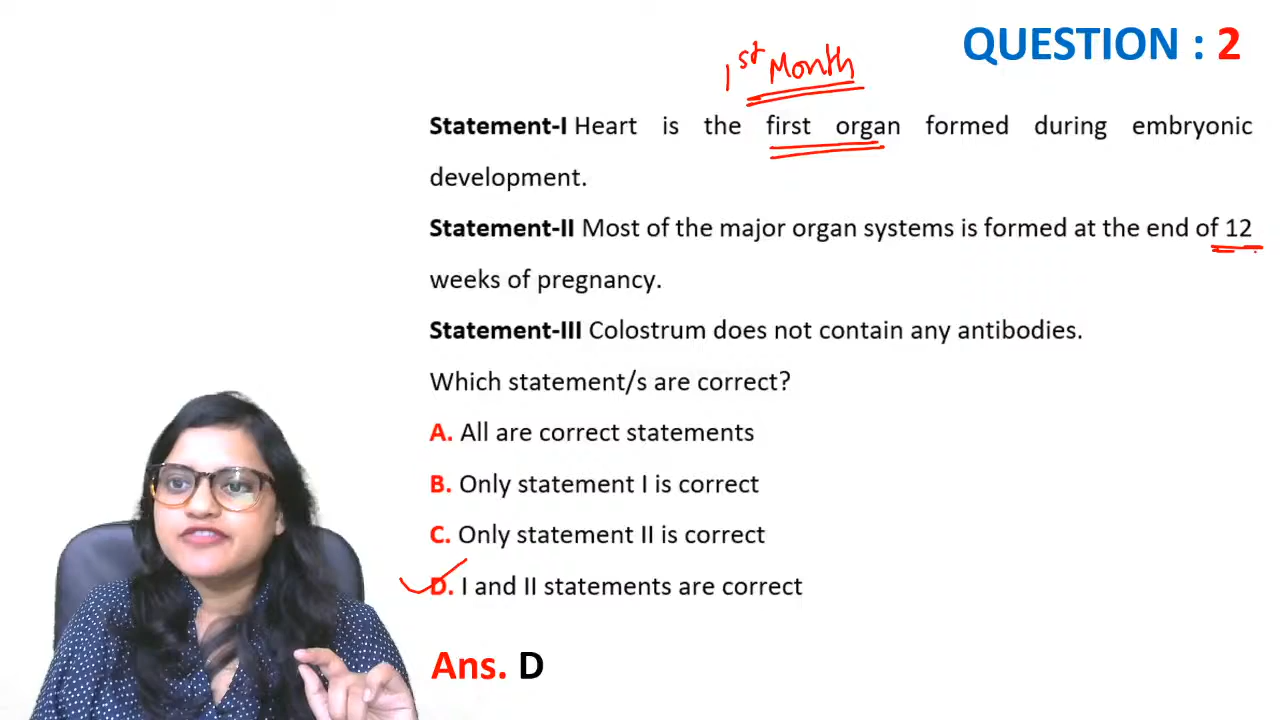 QUESTION : 2
1st Month
Statement-I Heart is the first organ formed during embryonic
development.
Statement-II Most of the major organ systems is formed at the end of 12
weeks of pregnancy.
Statement-III Colostrum does not contain any antibodies.
Which statement/s are correct?
A. All are correct statements
B. Only statement I is correct
C. Only statement II is correct
D. I and II statements are correct
Ans. D